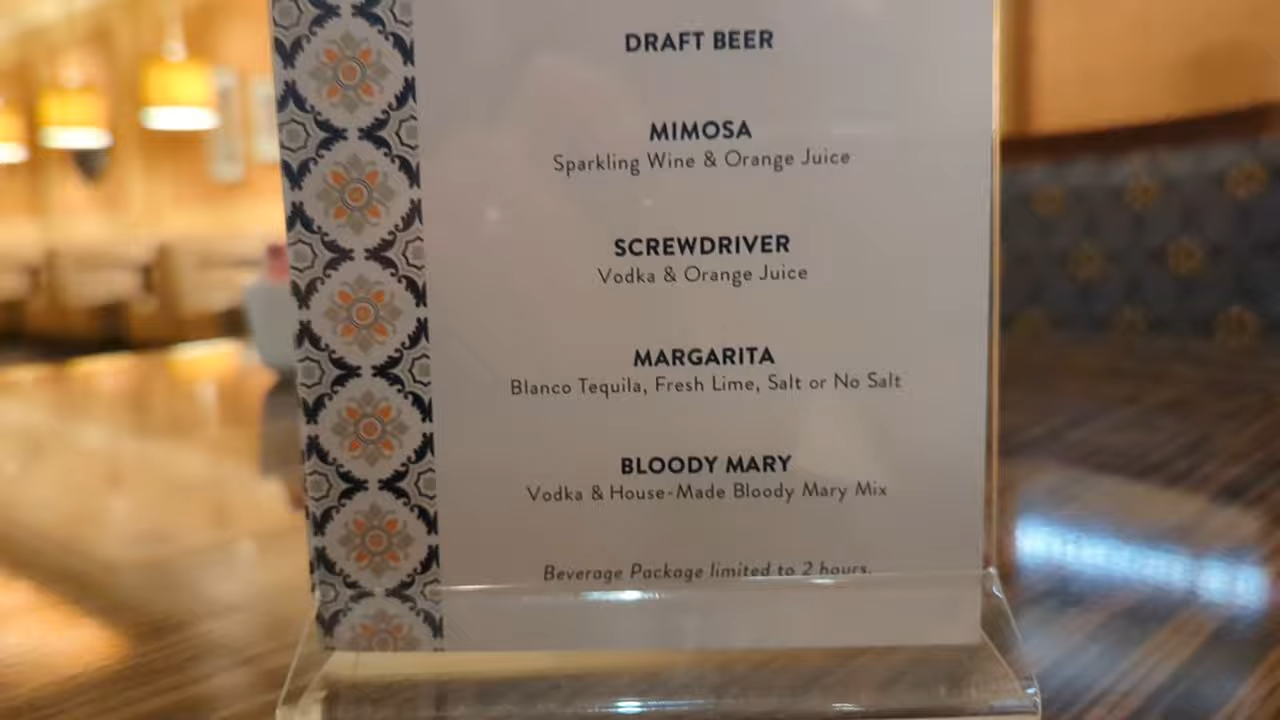 DRAFT BEER
MIMOSA
Sparkling Wine & Orange Juice
SCREWDRIVER
Vodka & Orange Juice
MARGARITA
Blanco Tequila, Fresh Lime, Salt or No Salt
BLOODY MARY
Vodka & House-Made Bloody Mary Mix
Beverage Package limited to 2 hours.